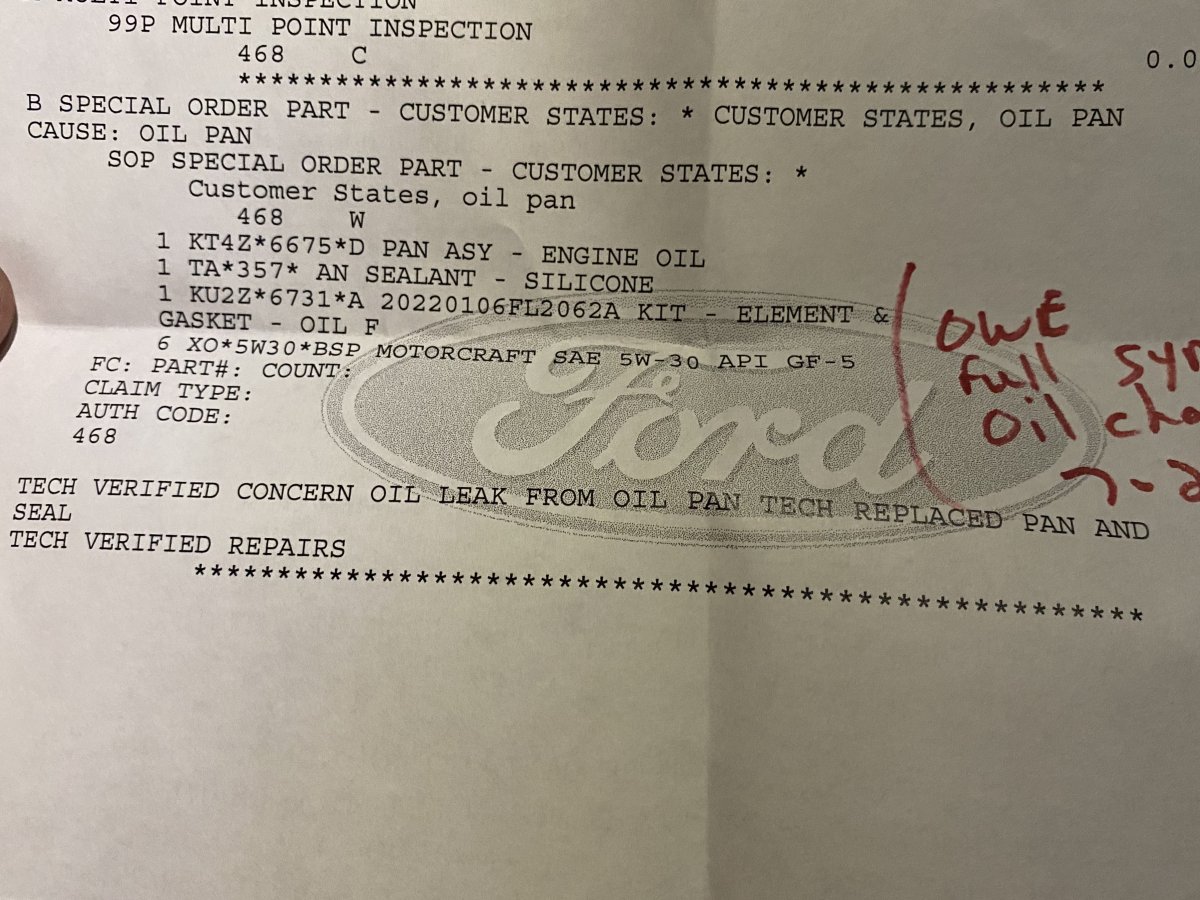 99P MULTI POINT INSPECTION
468 C 0.0
****************************************************
B SPECIAL ORDER PART - CUSTOMER STATES: * CUSTOMER STATES, OIL PAN
CAUSE: OIL PAN
SOP SPECIAL ORDER PART - CUSTOMER STATES: *
Customer States, oil pan
468 W
1 KT4Z*6675*D PAN ASY - ENGINE OIL
1 TA*357* AN SEALANT - SILICONE
1 KU2Z*6731*A 20220106FL2062A KIT - ELEMENT &
GASKET - OIL F
6 XO*5W30*BSP MOTORCRAFT SAE 5W-30 API GF-5
FC: PART#: COUNT:
CLAIM TYPE:
AUTH CODE:
468
OWE
full
Oil
Ford
TECH VERIFIED CONCERN OIL LEAK FROM OIL PAN TECH REPLACED PAN AND
SEAL
TECH VERIFIED REPAIRS
****************************************************